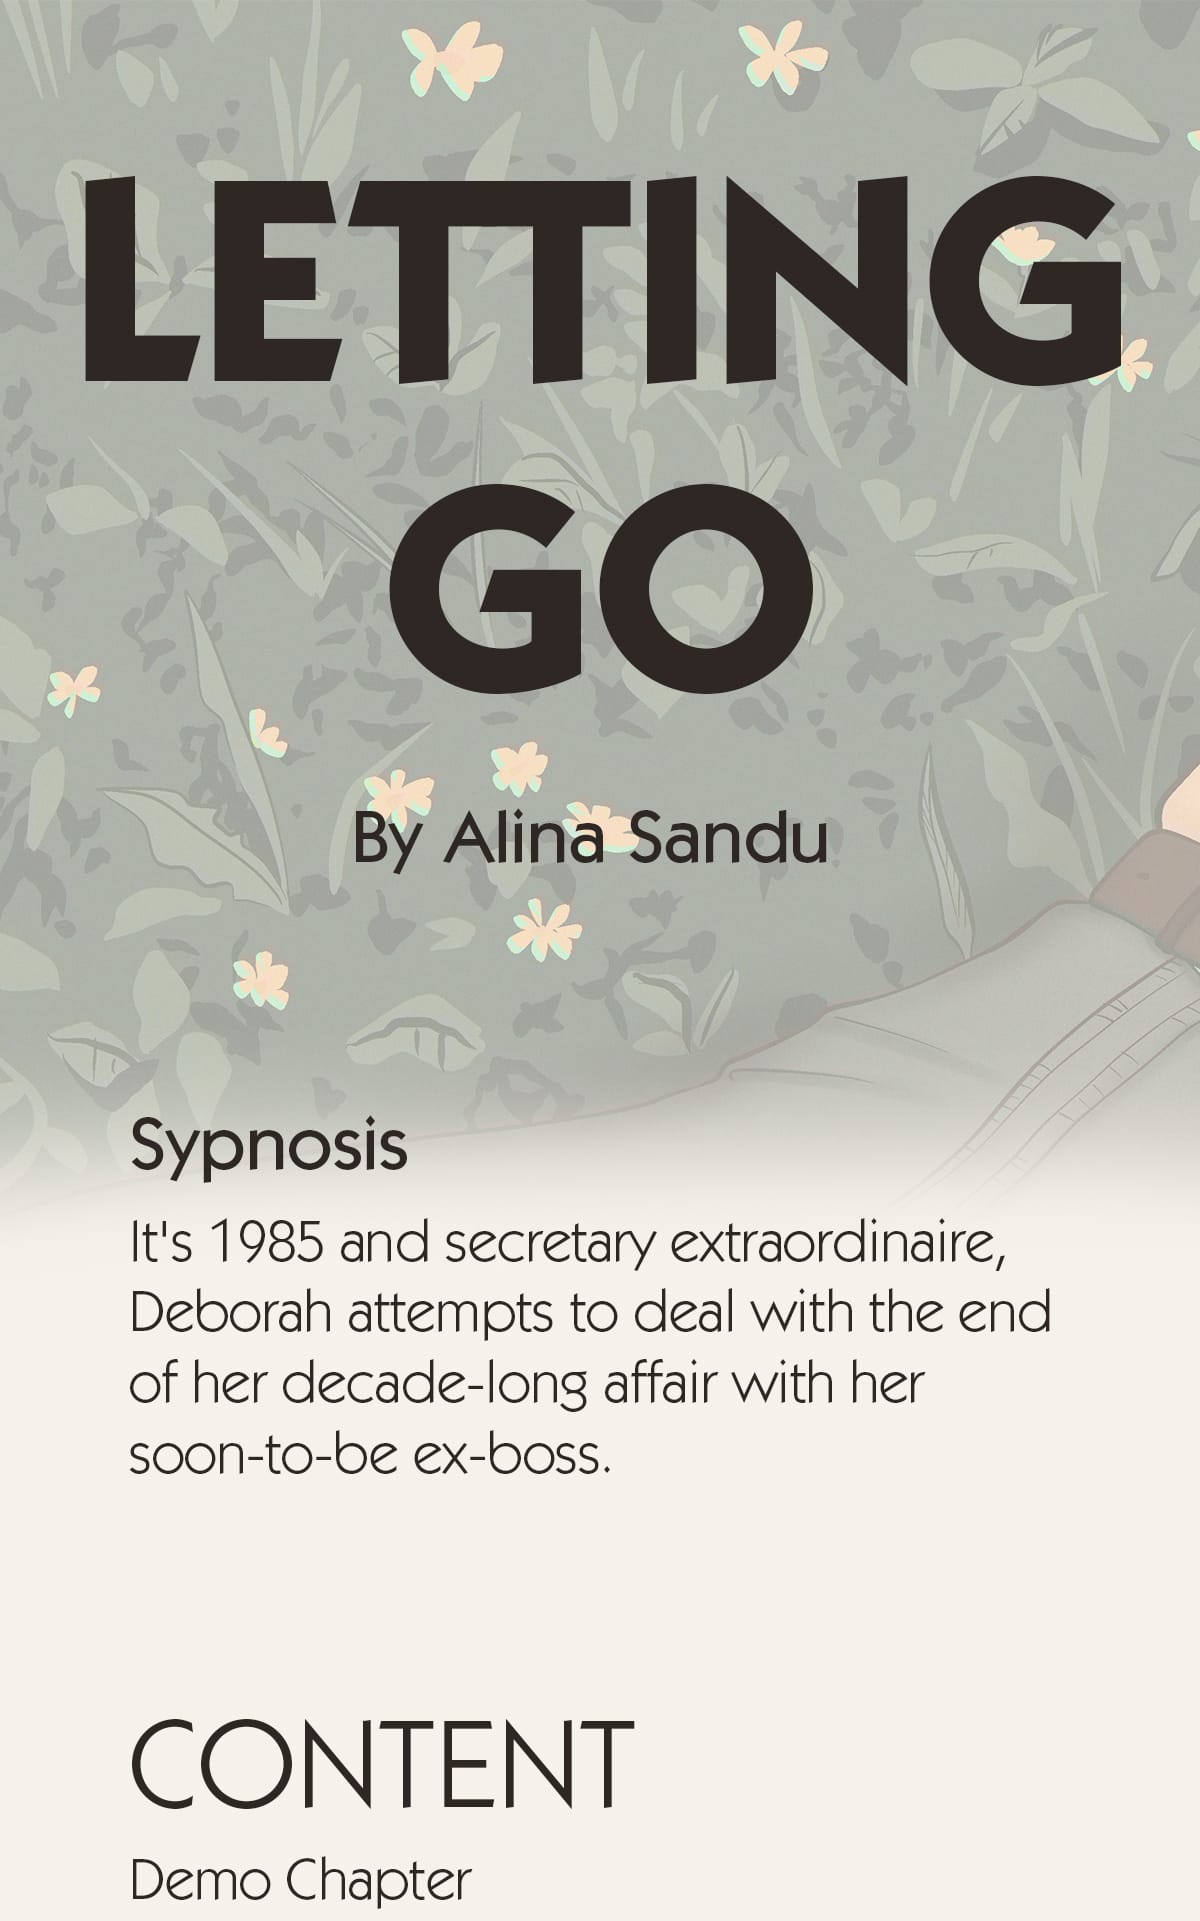 LETTING
GO
By Alina Sandu
Sypnosis
It's 1985 and secretary extraordinaire,
Deborah attempts to deal with the end
of her decade-long affair with her
soon-to-be ex-boss.
CONTENT
Demo Chapter